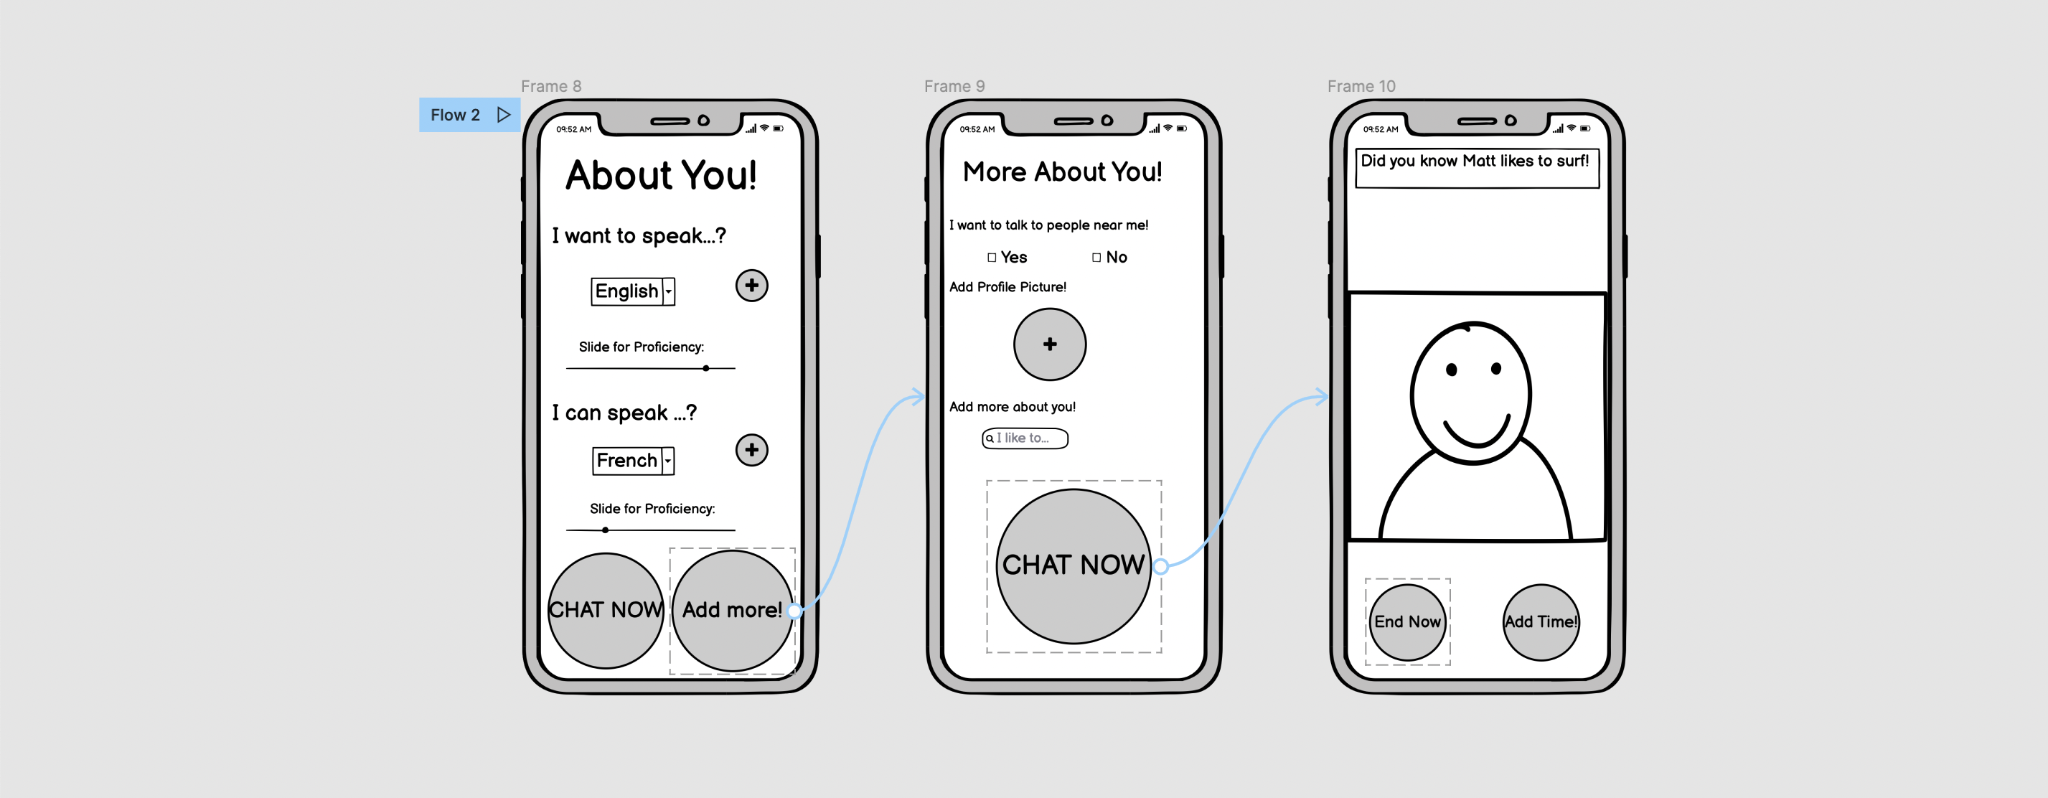 Frame 8
Flow 2
09:52 AM
About You!
I want to speak...?
English
+
Slide for Proficiency:
I can speak ...?
French
+
Slide for Proficiency:
CHAT NOW
Add more!
Frame 9
09:52 AM
More About You!
I want to talk to people near me!
Yes No
Add Profile Picture!
+
Add more about you!
I like to...
CHAT NOW
Frame 10
09:52 AM
Did you know Matt likes to surf!
End Now
Add Time!